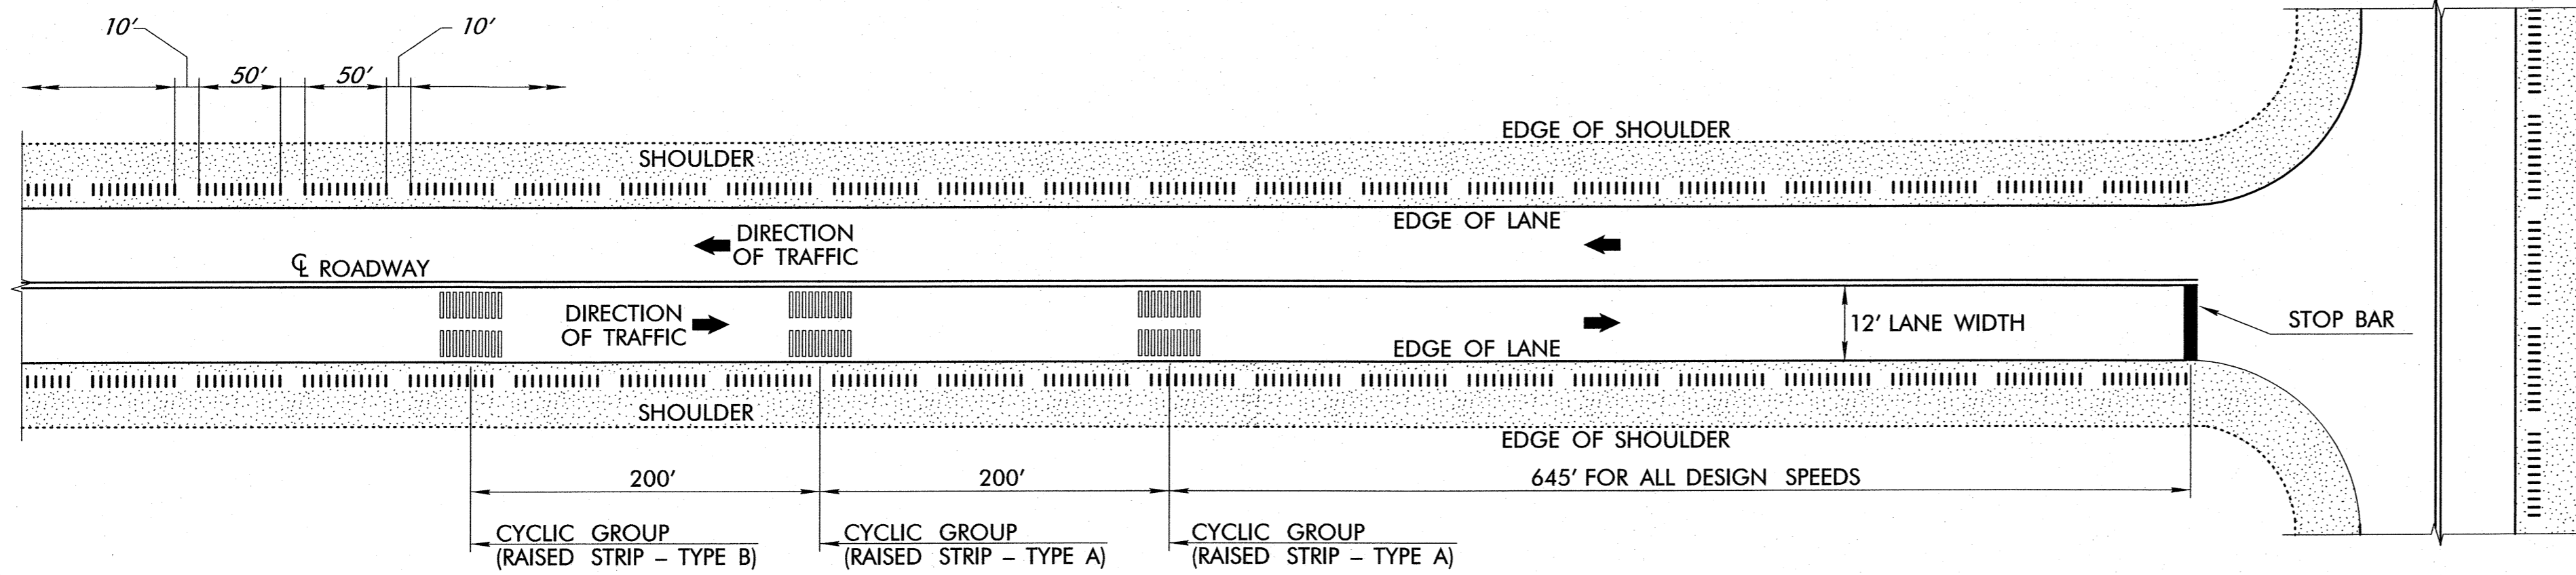 10' 10'
50' 50'
EDGE OF SHOULDER
SHOULDER
EDGE OF LANE
DIRECTION
OF TRAFFIC
℄ ROADWAY
DIRECTION
OF TRAFFIC
12' LANE WIDTH
STOP BAR
EDGE OF LANE
SHOULDER
EDGE OF SHOULDER
200' 200' 645' FOR ALL DESIGN SPEEDS
CYCLIC GROUP
(RAISED STRIP – TYPE B)
CYCLIC GROUP
(RAISED STRIP – TYPE A)
CYCLIC GROUP
(RAISED STRIP – TYPE A)